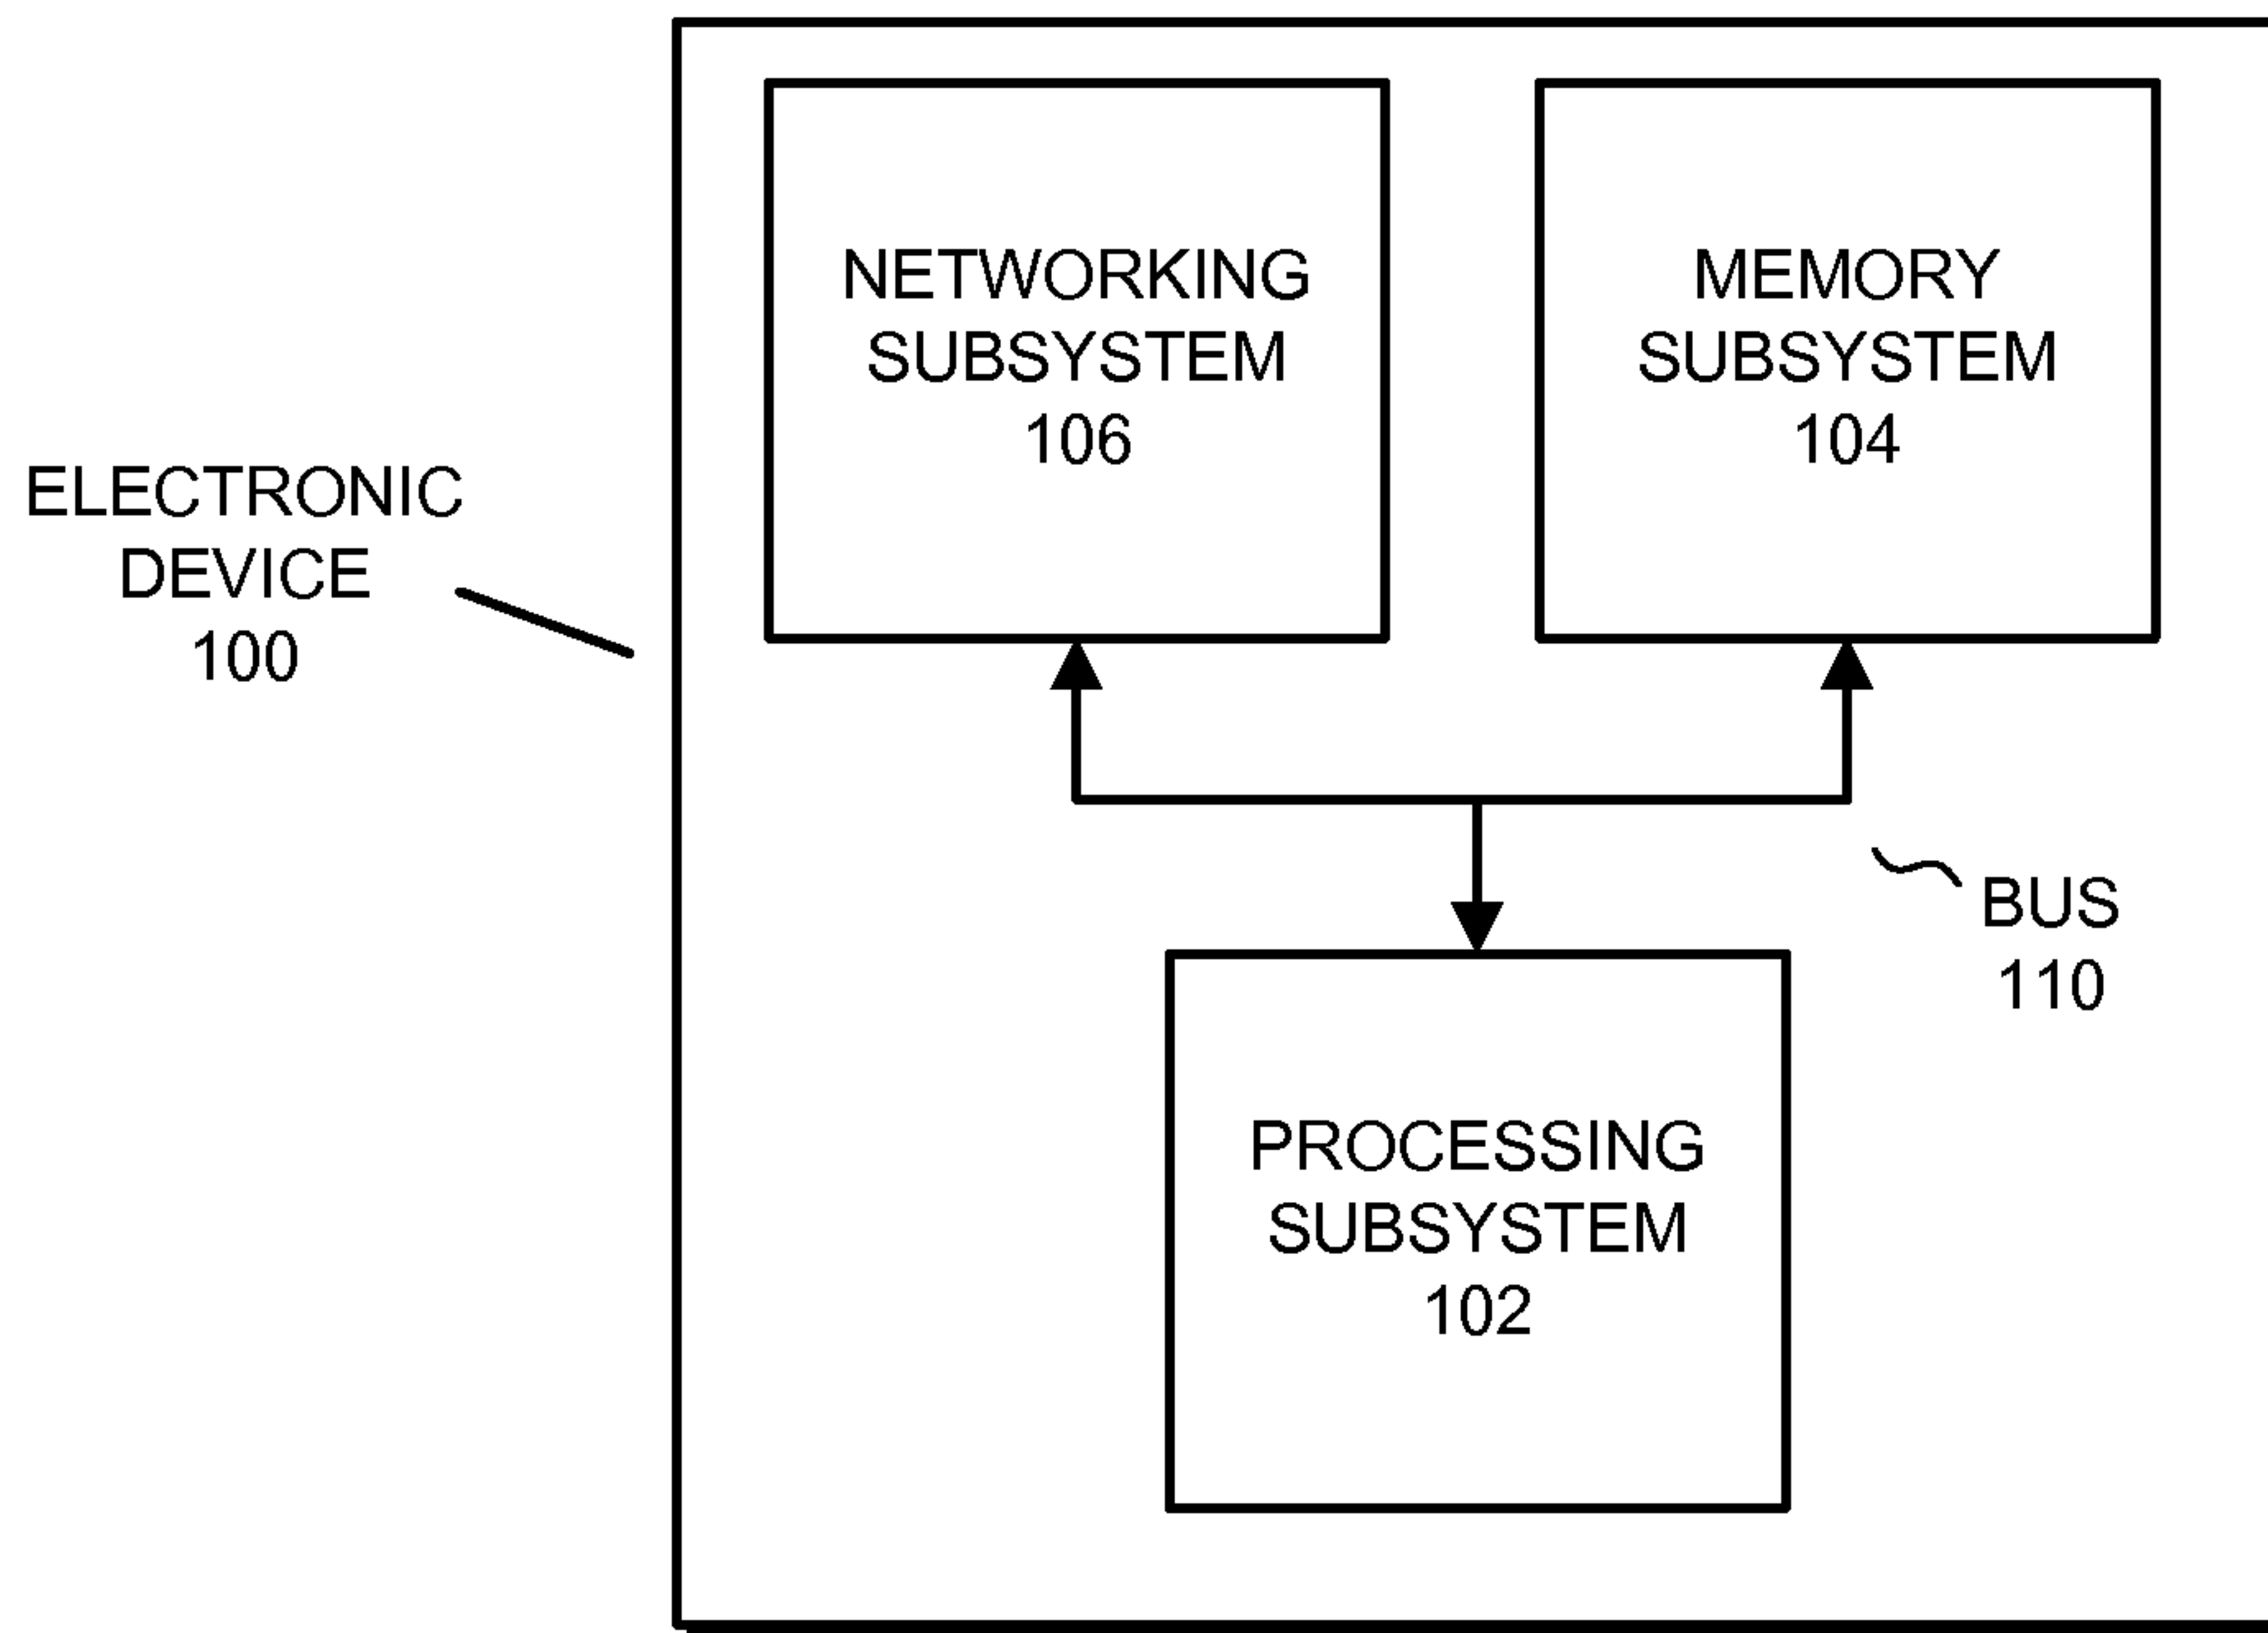 NETWORKING
SUBSYSTEM
106
MEMORY
SUBSYSTEM
104
ELECTRONIC
DEVICE
100
BUS
110
PROCESSING
SUBSYSTEM
102